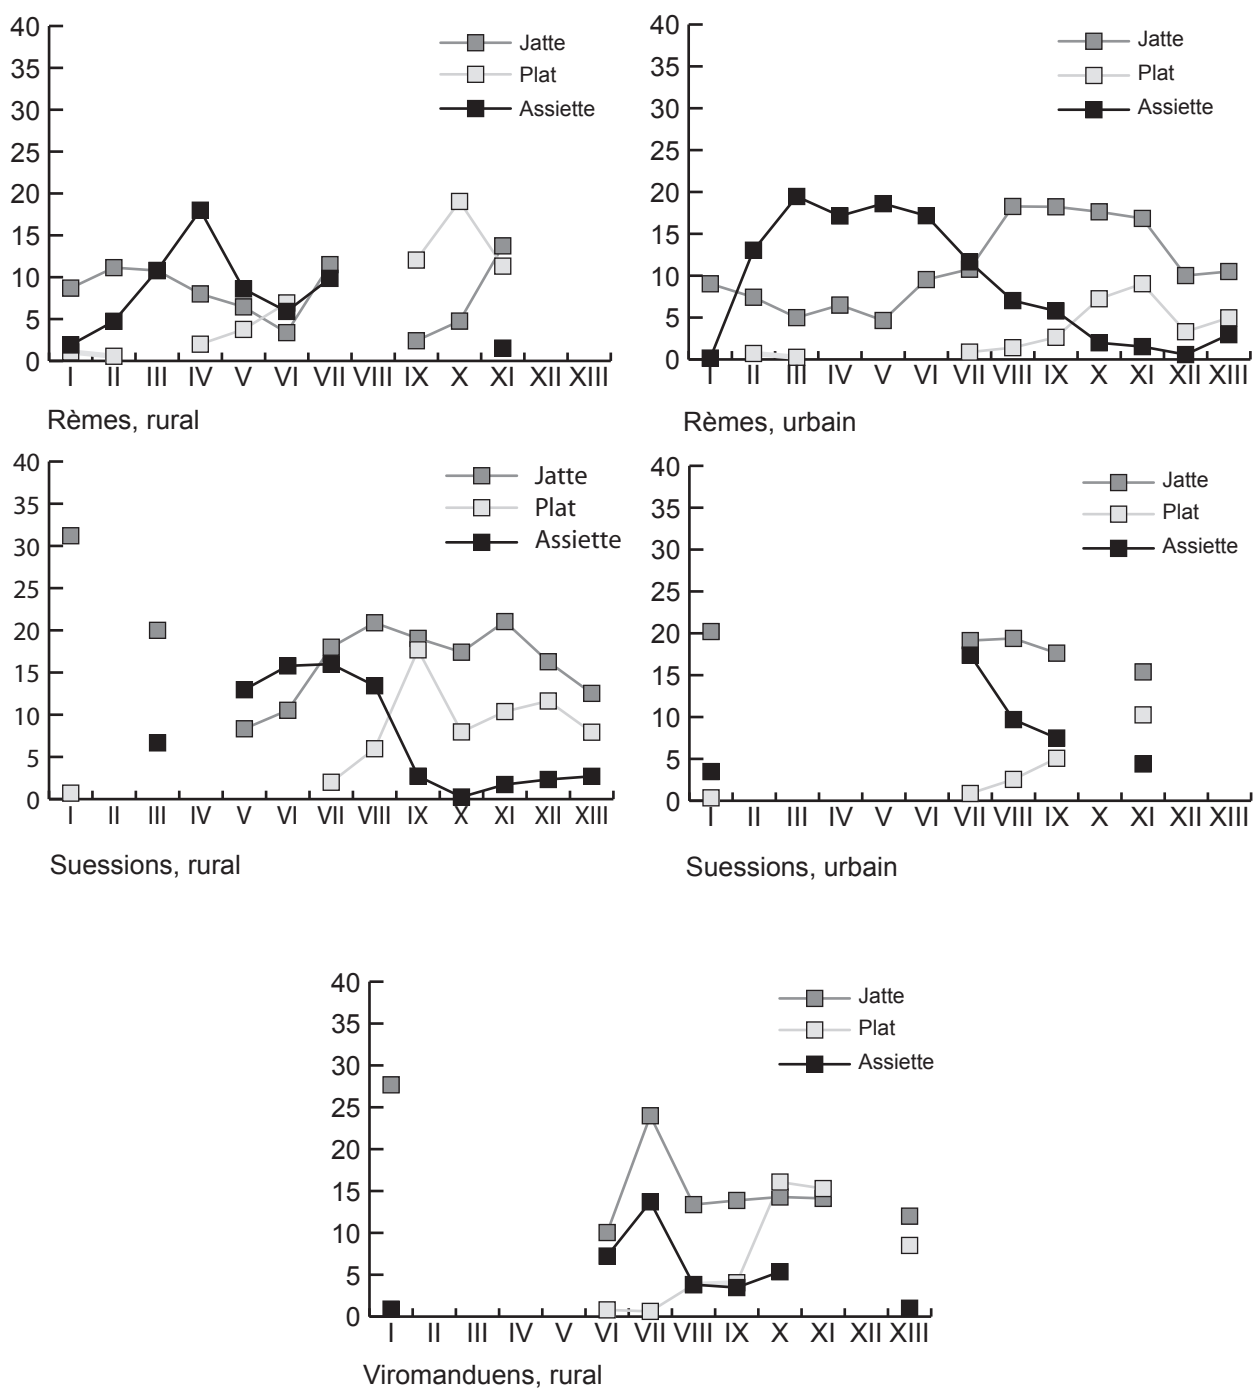 40
35
30
25
20
15
10
5
0
Jatte
Plat
Assiette
I II III IV V VI VII VIII IX X XI XII XIII
Rèmes, rural
40
35
30
25
20
15
10
5
0
Jatte
Plat
Assiette
I II III IV V VI VII VIII IX X XI XII XIII
Rèmes, urbain
40
35
30
25
20
15
10
5
0
Jatte
Plat
Assiette
I II III IV V VI VII VIII IX X XI XII XIII
Suessions, rural
40
35
30
25
20
15
10
5
0
Jatte
Plat
Assiette
I II III IV V VI VII VIII IX X XI XII XIII
Suessions, urbain
40
35
30
25
20
15
10
5
0
Jatte
Plat
Assiette
I II III IV V VI VII VIII IX X XI XII XIII
Viromanduens, rural